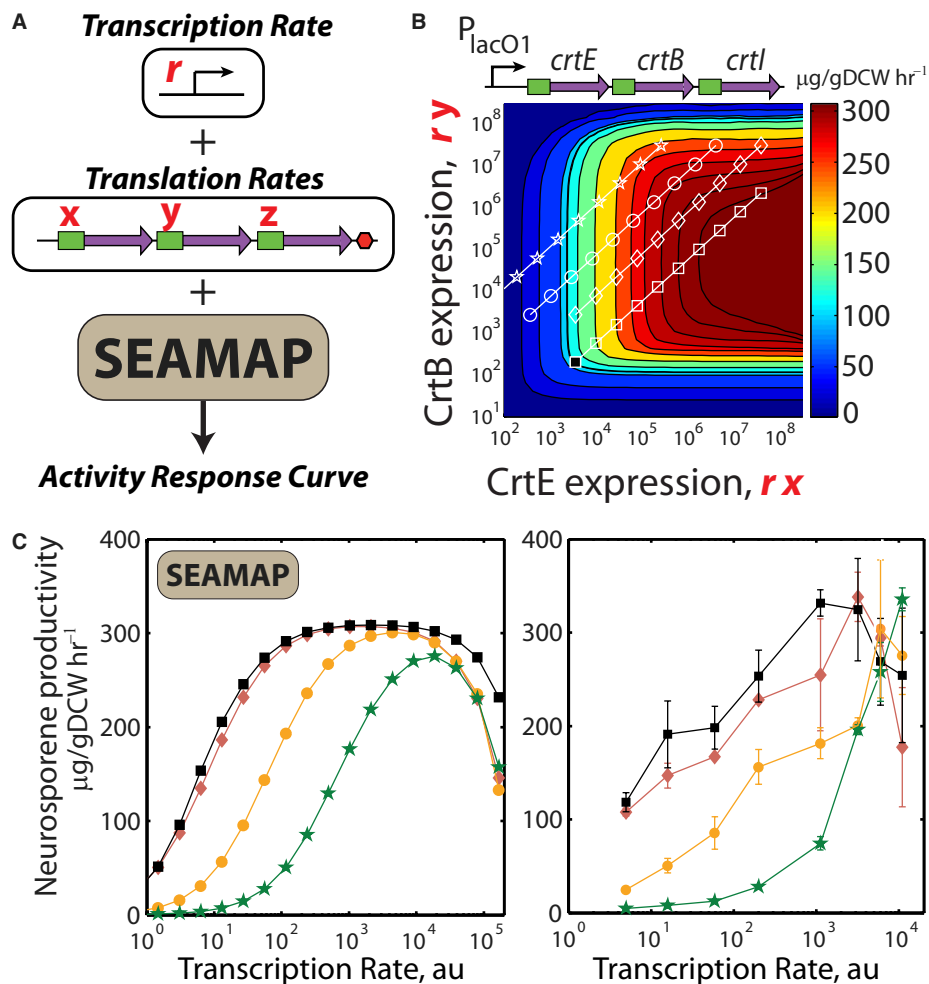 A
Transcription Rate
r
+
Translation Rates
x y z
+
SEAMAP
Activity Response Curve
B
PlacO1
crtE crtB crtI
μg/gDCW hr⁻¹
CrtB expression, r y
10⁸
10⁷
10⁶
10⁵
10⁴
10³
10²
10¹
10² 10³ 10⁴ 10⁵ 10⁶ 10⁷ 10⁸
CrtE expression, r x
300
250
200
150
100
50
0
C
Neurosporene productivity
μg/gDCW hr⁻¹
400
300
200
100
0
SEAMAP
10⁰ 10¹ 10² 10³ 10⁴ 10⁵
Transcription Rate, au
400
300
200
100
0
10⁰ 10¹ 10² 10³ 10⁴
Transcription Rate, au